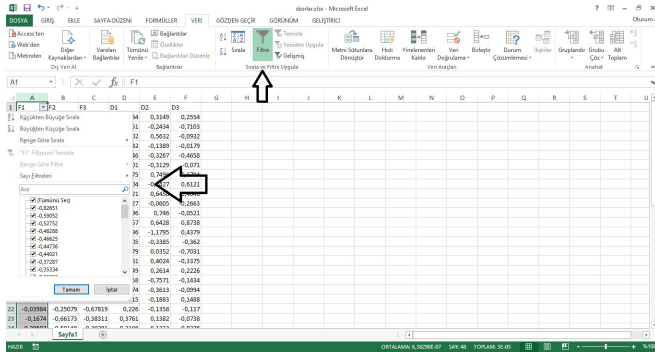 skorlar.xlsx - Microsoft Excel
DOSYA GİRİŞ EKLE SAYFA DÜZENİ FORMÜLLER VERİ GÖZDEN GEÇİR GÖRÜNÜM GELİŞTİRİCİ Oturum
Access'ten
Web'den
Metinden
Diğer Kaynaklardan
Varolan Bağlantılar
Tümünü Yenile
Bağlantılar
Özellikler
Bağlantıları Düzenle
Sırala
Filtre
Temizle
Yeniden Uygula
Gelişmiş
Metni Sütunlara Dönüştür
Hızlı Doldurma
Yinelenenleri Kaldır
Veri Doğrulama
Birleştir
Durum Çözümlemesi
İlişkiler
Gruplandır
Grubu Çöz
Alt Toplam
Dış Veri Al Bağlantılar Sırala ve Filtre Uygula Veri Araçları Anahat
A1 fx F1
A B C D E F G H I J K L M N O P Q R S T U
1 F1 F2 F3 D1 D2 D3
Küçükten Büyüğe Sırala
Büyükten Küçüğe Sırala
Renge Göre Sırala
"F1" Filtresini Temizle
Renge Göre Filtre
Sayı Filtreleri
Ara
(Tümünü Seç)
-0,82651
-0,59052
-0,52752
-0,48288
-0,46625
-0,44736
-0,44021
-0,37287
-0,35334
Tamam İptal
0,3149 0,2554
-0,2434 -0,7103
0,5632 -0,0932
-0,1389 -0,0179
-0,3267 -0,4658
-0,3129 -0,071
0,6121
-0,0605 -0,2663
0,746 -0,0521
0,6428 0,8738
-1,1795 0,4379
-0,3385 -0,362
0,0352 -0,7031
0,4024 -0,3375
0,2614 0,2226
-0,7571 -0,1434
-0,3613 -0,0994
-0,1883 0,1488
22 -0,03984 -0,25079 -0,67819 0,226 -0,1358 -0,117
23 -0,1674 -0,66173 -0,38311 0,3761 0,1382 -0,0738
Sayfa1
HAZIR ORTALAMA: 6,38298E-07 SAY: 48 TOPLAM: 3E-05 %100